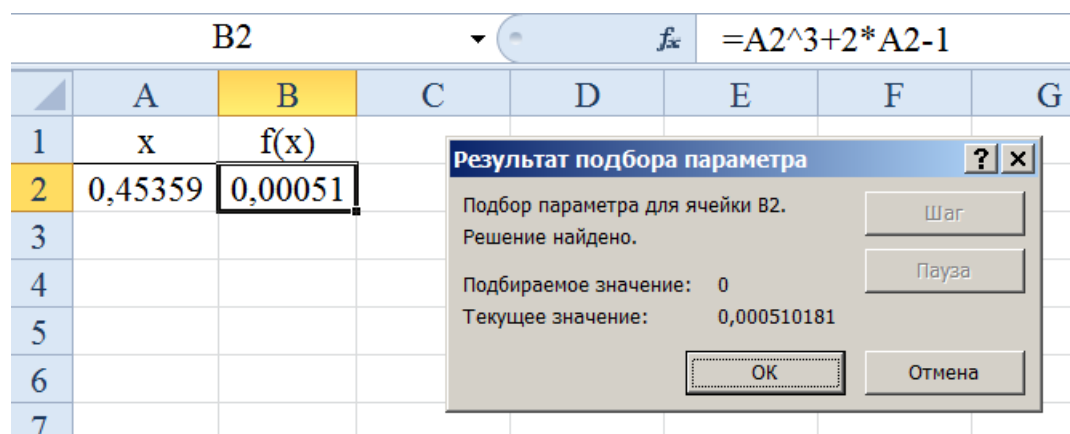 B2 fx =A2^3+2*A2-1
A B C D E F G
1 x f(x)
2 0,45359 0,00051
3
4
5
6
7
Результат подбора параметра
Подбор параметра для ячейки B2.
Решение найдено.
Подбираемое значение: 0
Текущее значение: 0,000510181
Шаг
Пауза
ОК Отмена